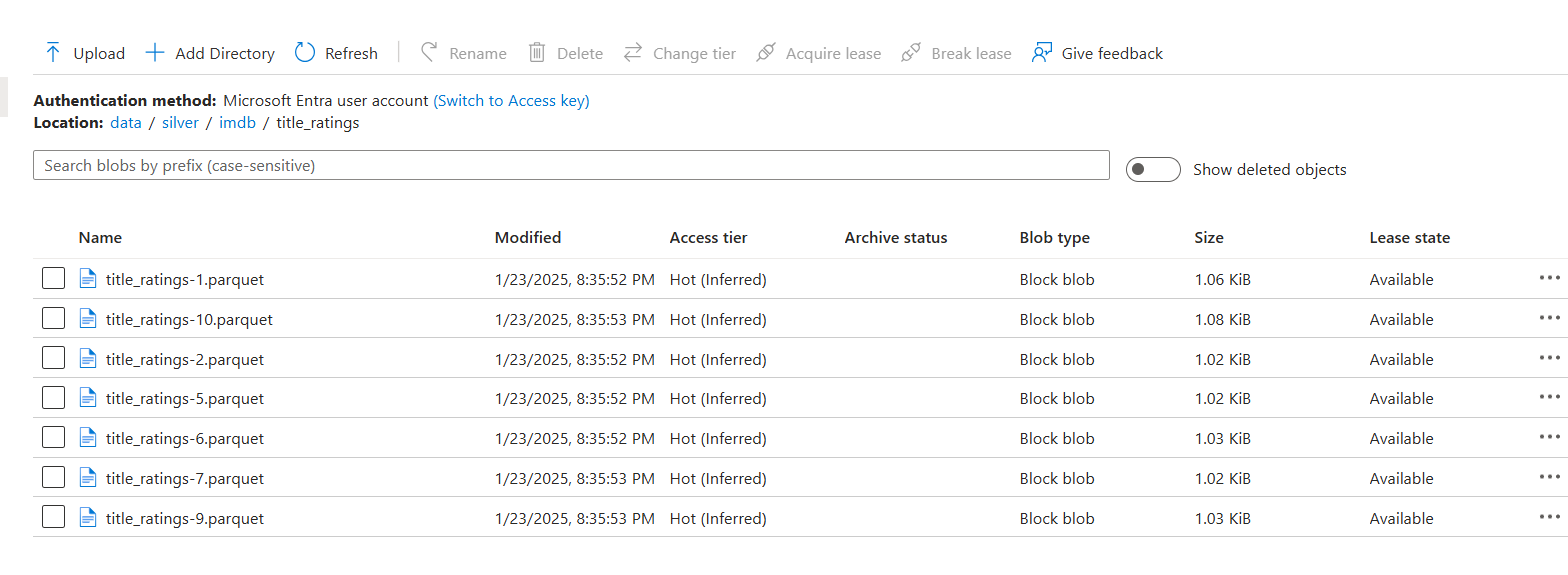 Upload Add Directory Refresh Rename Delete Change tier Acquire lease Break lease Give feedback
Authentication method: Microsoft Entra user account (Switch to Access key)
Location: data / silver / imdb / title_ratings
Search blobs by prefix (case-sensitive) Show deleted objects
Name Modified Access tier Archive status Blob type Size Lease state
title_ratings-1.parquet 1/23/2025, 8:35:52 PM Hot (Inferred) Block blob 1.06 KiB Available
title_ratings-10.parquet 1/23/2025, 8:35:53 PM Hot (Inferred) Block blob 1.08 KiB Available
title_ratings-2.parquet 1/23/2025, 8:35:52 PM Hot (Inferred) Block blob 1.02 KiB Available
title_ratings-5.parquet 1/23/2025, 8:35:52 PM Hot (Inferred) Block blob 1.02 KiB Available
title_ratings-6.parquet 1/23/2025, 8:35:52 PM Hot (Inferred) Block blob 1.03 KiB Available
title_ratings-7.parquet 1/23/2025, 8:35:53 PM Hot (Inferred) Block blob 1.02 KiB Available
title_ratings-9.parquet 1/23/2025, 8:35:53 PM Hot (Inferred) Block blob 1.03 KiB Available